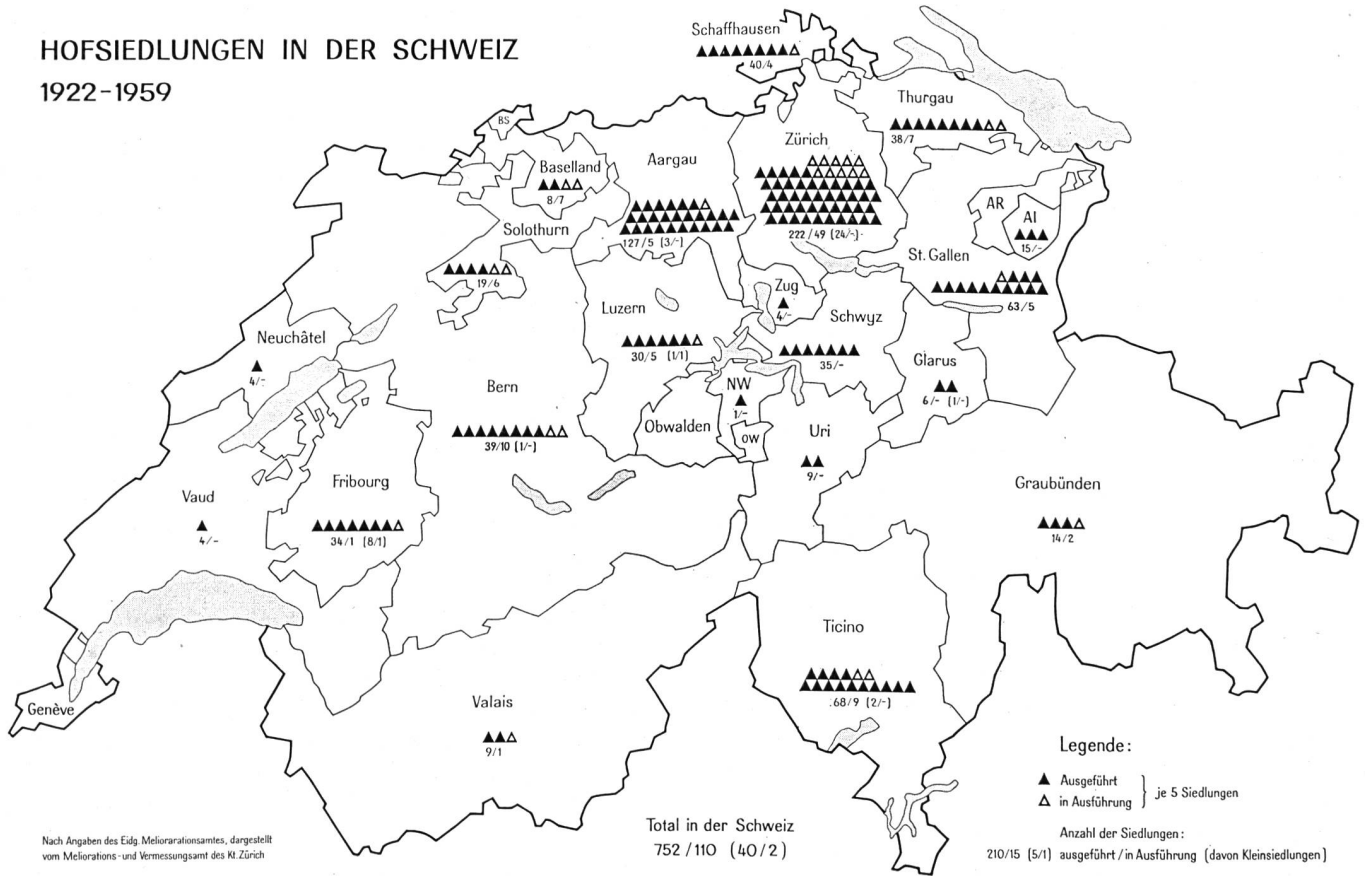 HOFSIEDLUNGEN IN DER SCHWEIZ
1922-1959
Schaffhausen
40/4
Thurgau
38/7
BS
Baselland
8/7
Aargau
127/5 (3/-)
Zürich
222/49 (24/-)
AR
AI
15/-
Solothurn
19/6
St. Gallen
63/5
Luzern
30/5 (1/1)
Zug
4/-
Schwyz
35/-
Neuchâtel
4/-
Glarus
6/- (1/-)
Bern
39/10 (1/-)
NW
1/-
Obwalden
OW
Uri
9/-
Graubünden
14/2
Vaud
4/-
Fribourg
34/1 (8/1)
Ticino
68/9 (2/-)
Genève
Valais
9/1
Legende:
Ausgeführt
in Ausführung
je 5 Siedlungen
Anzahl der Siedlungen:
210/15 (5/1) ausgeführt / in Ausführung (davon Kleinsiedlungen)
Total in der Schweiz
752/110 (40/2)
Nach Angaben des Eidg. Meliorarationsamtes, dargestellt
vom Meliorations- und Vermessungsamt des Kt. Zürich